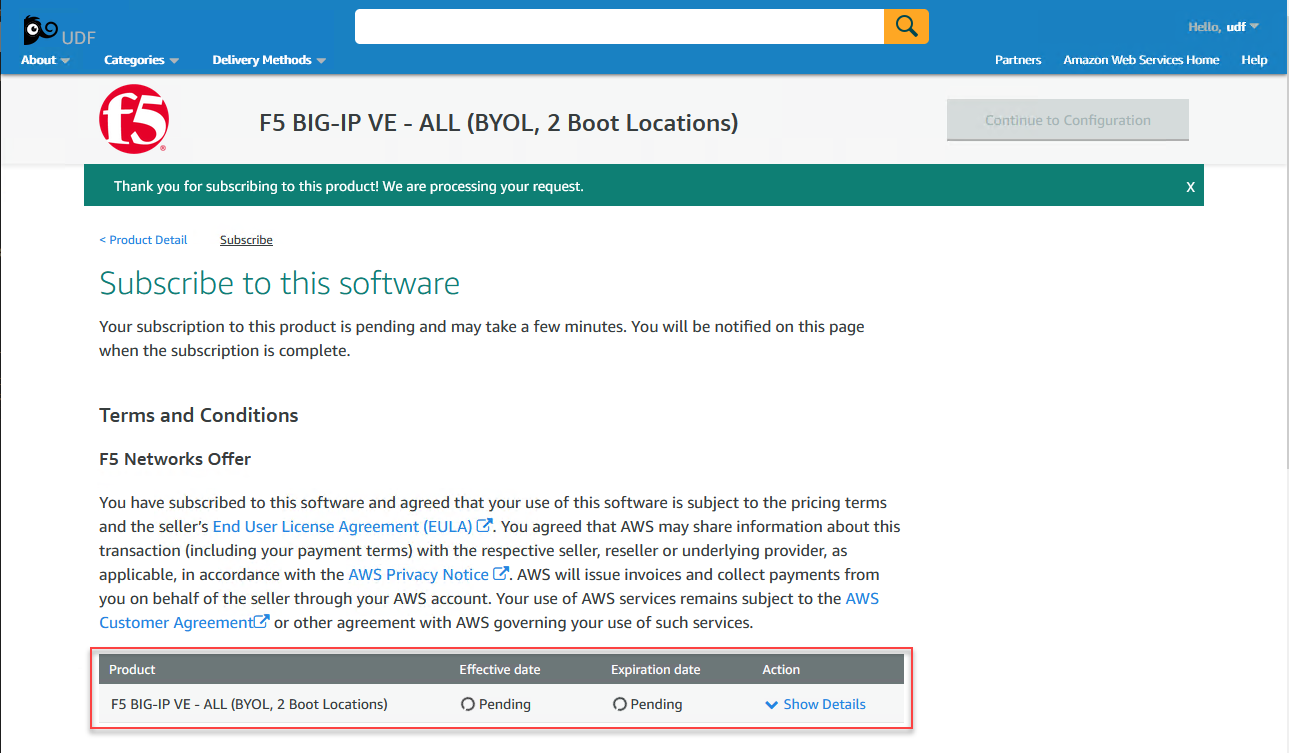 UDF
Hello, udf
About
Categories
Delivery Methods
Partners
Amazon Web Services Home
Help
f5
F5 BIG-IP VE - ALL (BYOL, 2 Boot Locations)
Continue to Configuration
Thank you for subscribing to this product! We are processing your request.
X
< Product Detail
Subscribe
Subscribe to this software
Your subscription to this product is pending and may take a few minutes. You will be notified on this page
when the subscription is complete.
Terms and Conditions
F5 Networks Offer
You have subscribed to this software and agreed that your use of this software is subject to the pricing terms
and the seller's End User License Agreement (EULA) . You agreed that AWS may share information about this
transaction (including your payment terms) with the respective seller, reseller or underlying provider, as
applicable, in accordance with the AWS Privacy Notice . AWS will issue invoices and collect payments from
you on behalf of the seller through your AWS account. Your use of AWS services remains subject to the AWS
Customer Agreement or other agreement with AWS governing your use of such services.
Product Effective date Expiration date Action
F5 BIG-IP VE - ALL (BYOL, 2 Boot Locations) Pending Pending Show Details